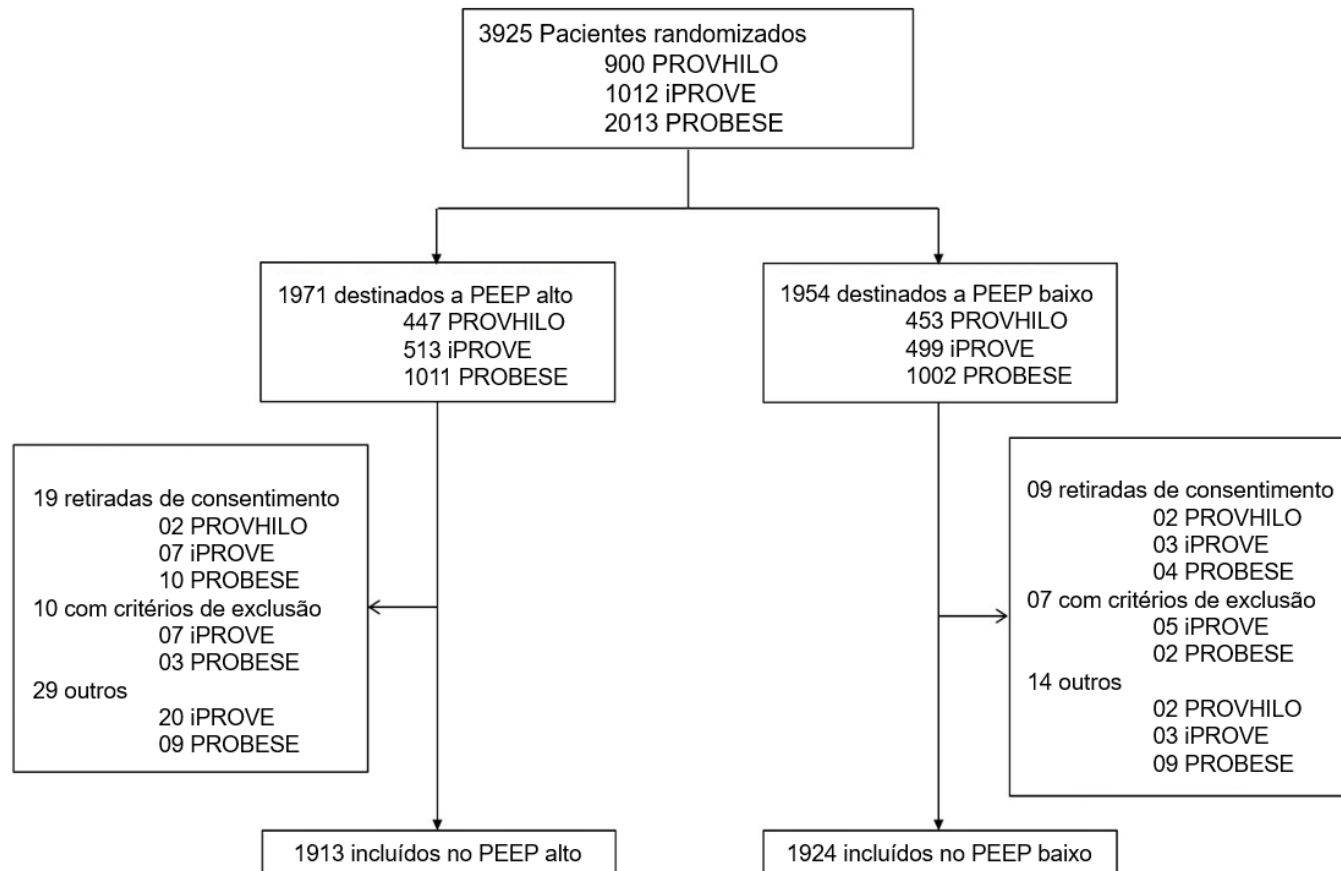 3925 Pacientes randomizados
900 PROVHILO
1012 iPROVE
2013 PROBESE
1971 destinados a PEEP alto
447 PROVHILO
513 iPROVE
1011 PROBESE
1954 destinados a PEEP baixo
453 PROVHILO
499 iPROVE
1002 PROBESE
19 retiradas de consentimento
02 PROVHILO
07 iPROVE
10 PROBESE
10 com critérios de exclusão
07 iPROVE
03 PROBESE
29 outros
20 iPROVE
09 PROBESE
09 retiradas de consentimento
02 PROVHILO
03 iPROVE
04 PROBESE
07 com critérios de exclusão
05 iPROVE
02 PROBESE
14 outros
02 PROVHILO
03 iPROVE
09 PROBESE
1913 incluídos no PEEP alto
1924 incluídos no PEEP baixo